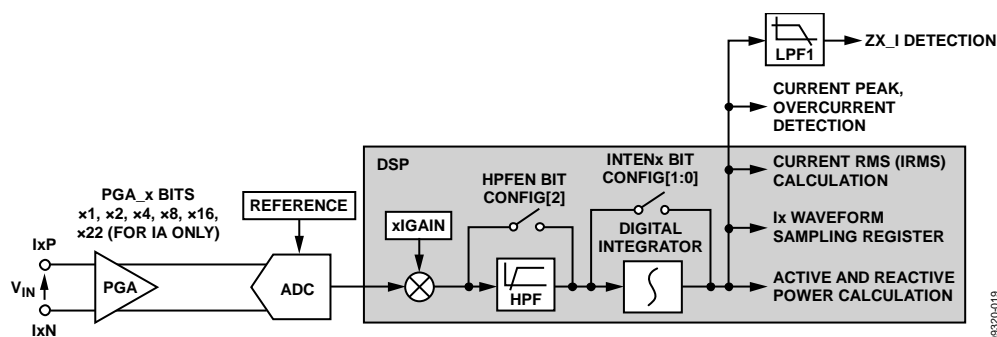 LPF1
ZX_I DETECTION
CURRENT PEAK,
OVERCURRENT
DETECTION
DSP
INTENx BIT
CONFIG[1:0]
CURRENT RMS (IRMS)
CALCULATION
HPFEN BIT
CONFIG[2]
PGA_x BITS
×1, ×2, ×4, ×8, ×16,
×22 (FOR IA ONLY)
REFERENCE
xIGAIN
DIGITAL
INTEGRATOR
Ix WAVEFORM
SAMPLING REGISTER
IxP
VIN
IxN
PGA
ADC
HPF
ACTIVE AND REACTIVE
POWER CALCULATION